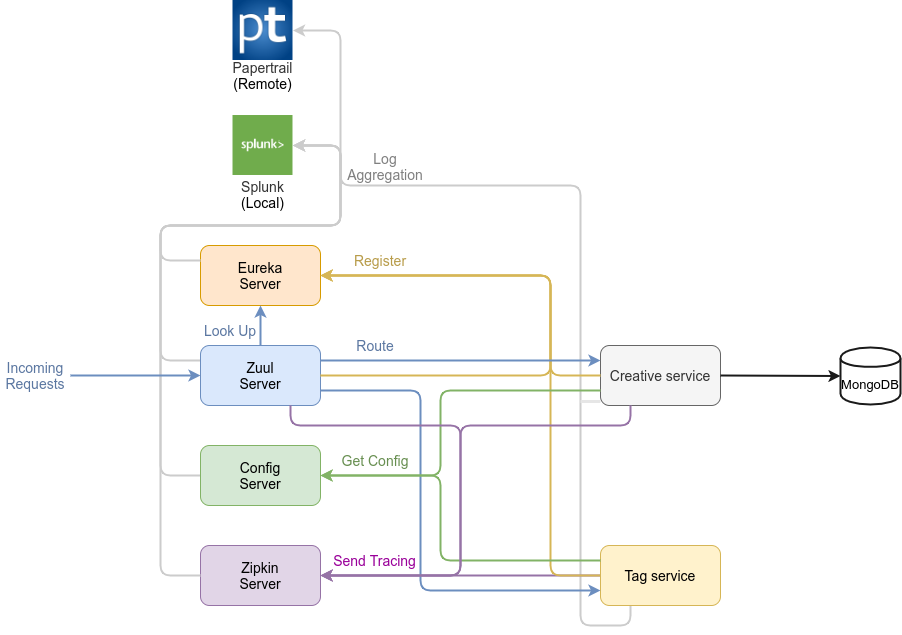 pt
Papertrail
(Remote)
splunk>
Splunk
(Local)
Log
Aggregation
Eureka
Server
Register
Look Up
Incoming
Requests
Zuul
Server
Route
Creative service
MongoDB
Config
Server
Get Config
Zipkin
Server
Send Tracing
Tag service